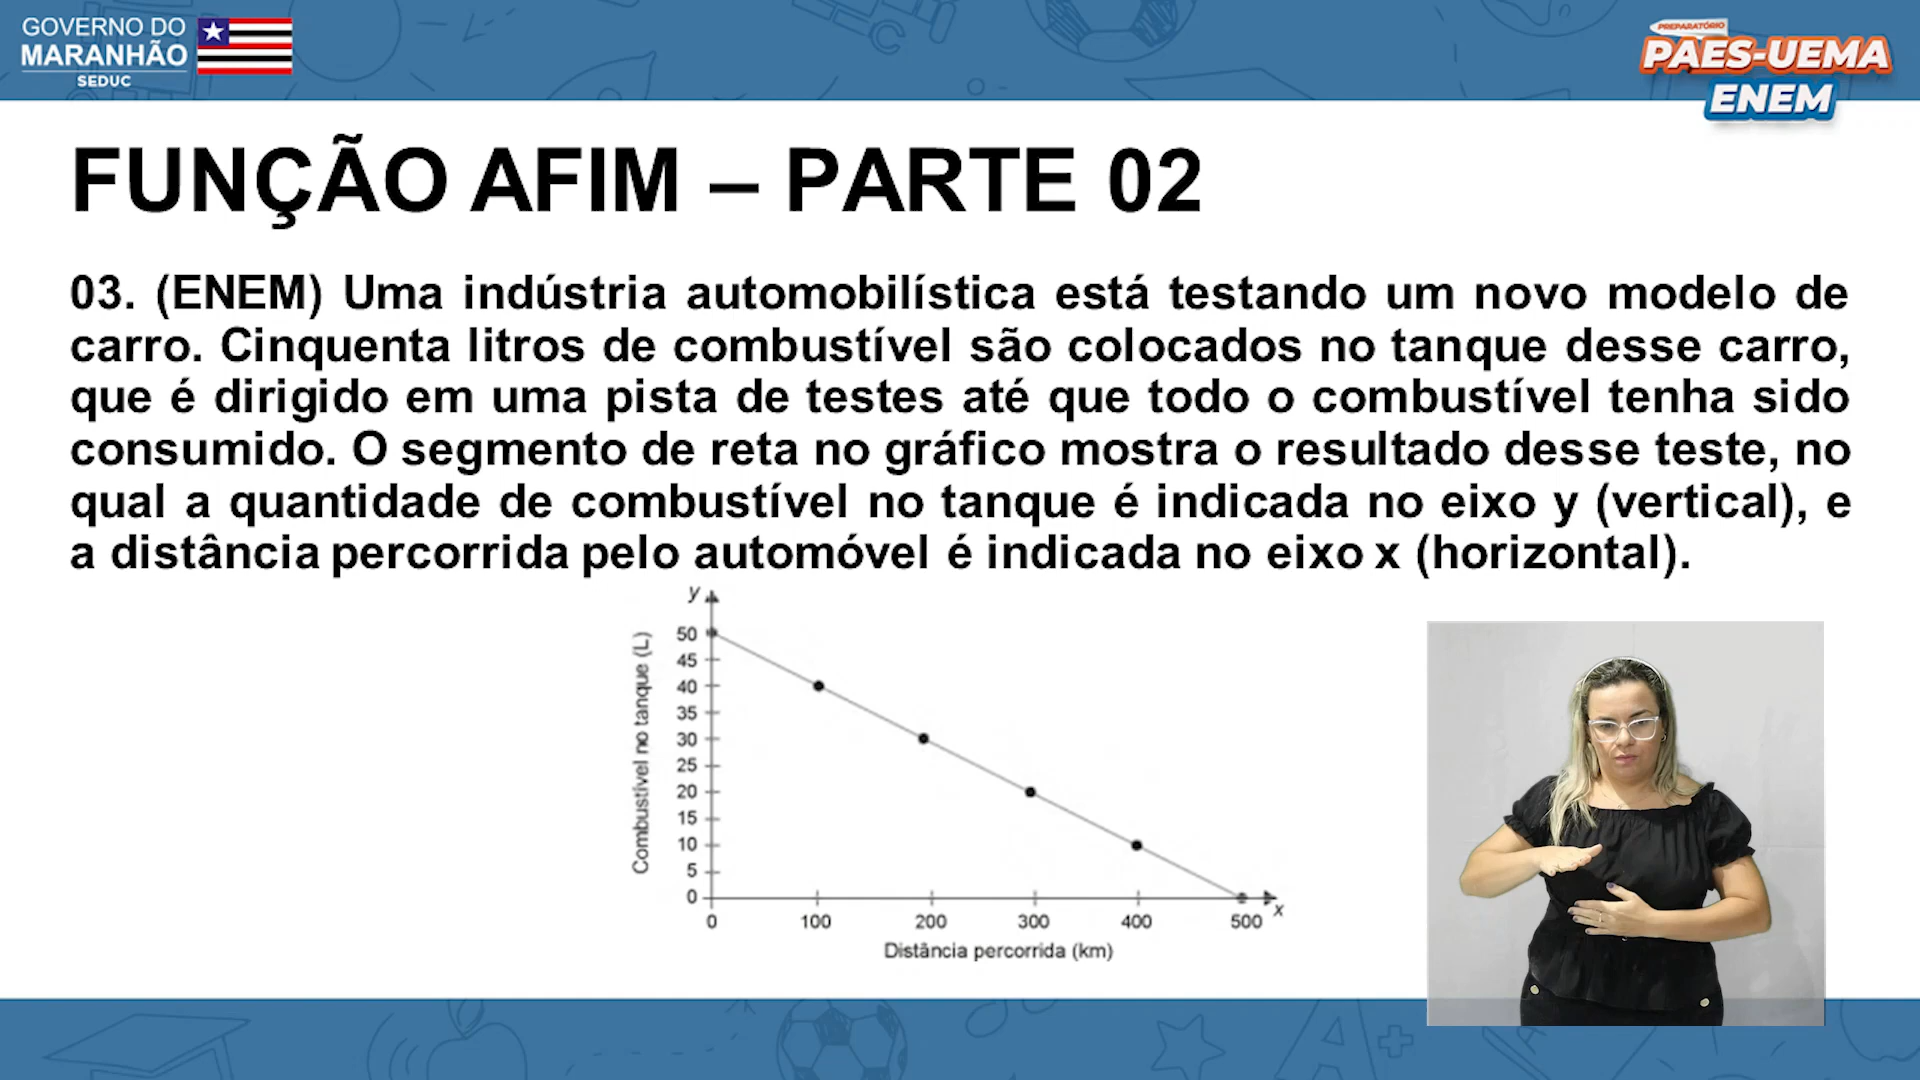 GOVERNO DO
MARANHÃO
SEDUC
PREPARATÓRIO
PAES-UEMA
ENEM
FUNÇÃO AFIM – PARTE 02
03. (ENEM) Uma indústria automobilística está testando um novo modelo de
carro. Cinquenta litros de combustível são colocados no tanque desse carro,
que é dirigido em uma pista de testes até que todo o combustível tenha sido
consumido. O segmento de reta no gráfico mostra o resultado desse teste, no
qual a quantidade de combustível no tanque é indicada no eixo y (vertical), e
a distância percorrida pelo automóvel é indicada no eixo x (horizontal).
y
Combustível no tanque (L)
50
45
40
35
30
25
20
15
10
5
0
0 100 200 300 400 500 x
Distância percorrida (km)